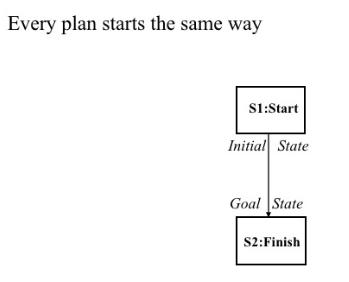 Every plan starts the same way
S1:Start
Initial State
Goal State
S2:Finish